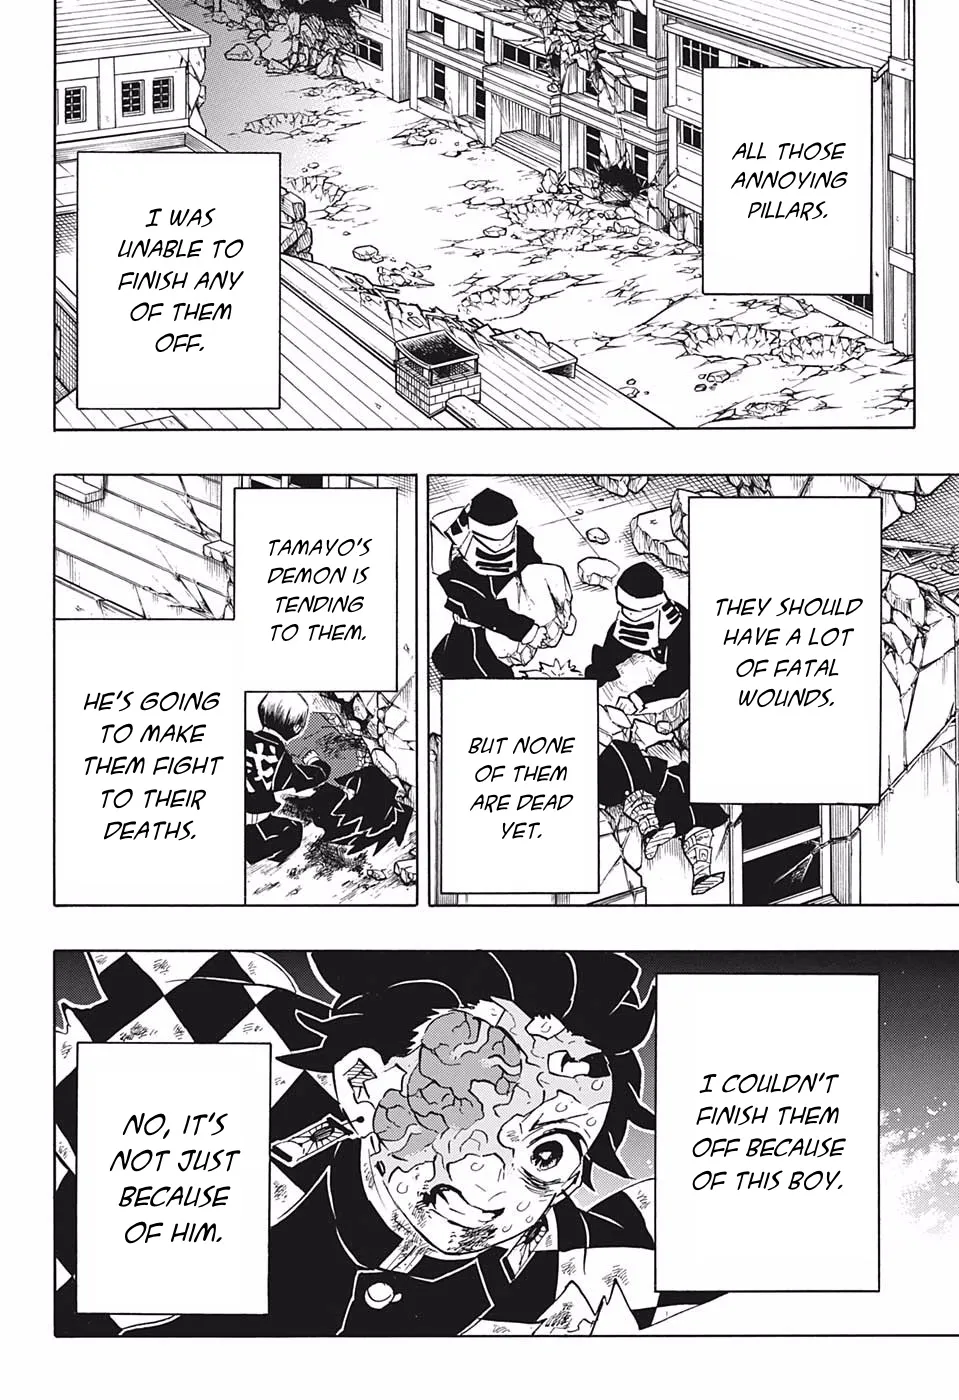 ALL THOSE
ANNOYING
PILLARS.
I WAS
UNABLE TO
FINISH ANY
OF THEM
OFF.
THEY SHOULD
HAVE A LOT
OF FATAL
WOUNDS.
BUT NONE
OF THEM
ARE DEAD
YET.
TAMAYO'S
DEMON IS
TENDING
TO THEM.
HE'S GOING
TO MAKE
THEM FIGHT
TO THEIR
DEATHS.
I COULDN'T
FINISH THEM
OFF BECAUSE
OF THIS BOY.
NO, IT'S
NOT JUST
BECAUSE
OF HIM.